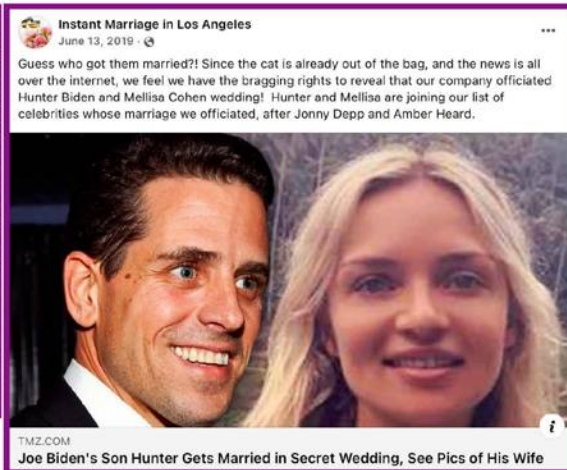 Instant Marriage in Los Angeles
June 13, 2019 ·
Guess who got them married?! Since the cat is already out of the bag, and the news is all
over the internet, we feel we have the bragging rights to reveal that our company officiated
Hunter Biden and Mellisa Cohen wedding! Hunter and Mellisa are joining our list of
celebrities whose marriage we officiated, after Jonny Depp and Amber Heard.
i
TMZ.COM
Joe Biden's Son Hunter Gets Married in Secret Wedding, See Pics of His Wife